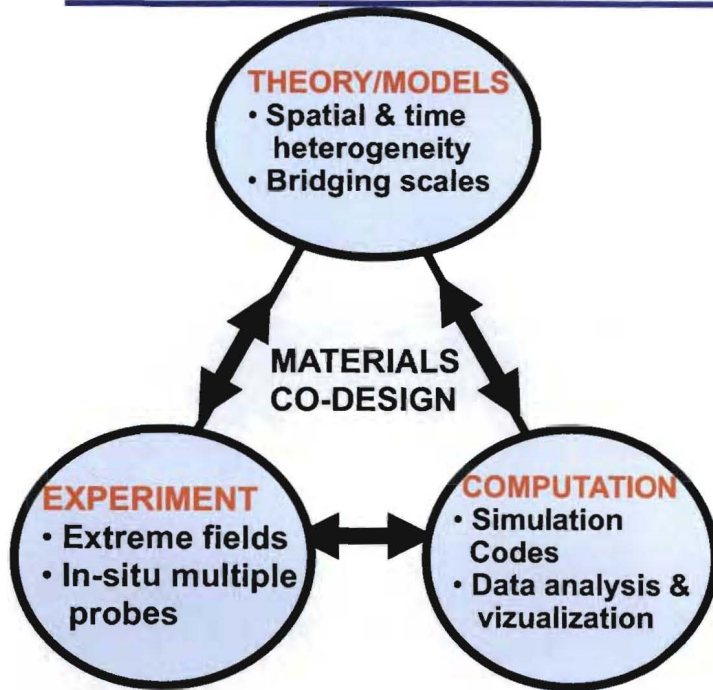 THEORY/MODELS
• Spatial & time
heterogeneity
• Bridging scales
MATERIALS
CO-DESIGN
EXPERIMENT
• Extreme fields
• In-situ multiple
probes
COMPUTATION
• Simulation
Codes
• Data analysis &
vizualization